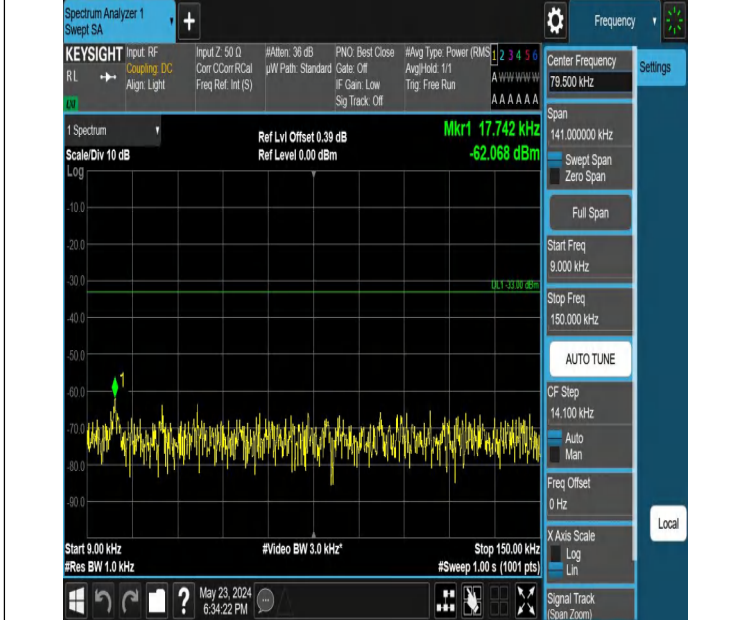 Spectrum Analyzer 1
Swept SA
+
Frequency
KEYSIGHT
RL
LXI
Input: RF
Coupling: DC
Align: Light
Input Z: 50 Ω
Corr CCorr RCal
Freq Ref: Int (S)
#Atten: 36 dB
µW Path: Standard
PNO: Best Close
Gate: Off
IF Gain: Low
Sig Track: Off
#Avg Type: Power (RMS
Avg|Hold: 1/1
Trig: Free Run
1 2 3 4 5 6
A W W W W W
A A A A A A
1 Spectrum
Scale/Div 10 dB
Log
Ref Lvl Offset 0.39 dB
Ref Level 0.00 dBm
Mkr1 17.742 kHz
-62.068 dBm
-10.0
-20.0
-30.0
DL1 -33.00 dBm
-40.0
-50.0
1
-60.0
-70.0
-80.0
-90.0
Start 9.00 kHz
#Video BW 3.0 kHz*
Stop 150.00 kHz
#Res BW 1.0 kHz
#Sweep 1.00 s (1001 pts)
?
May 23, 2024
6:34:22 PM
Center Frequency
79.500 kHz
Settings
Span
141.000000 kHz
Swept Span
Zero Span
Full Span
Start Freq
9.000 kHz
Stop Freq
150.000 kHz
AUTO TUNE
CF Step
14.100 kHz
Auto
Man
Freq Offset
0 Hz
Local
X Axis Scale
Log
Lin
Signal Track
(Span Zoom)